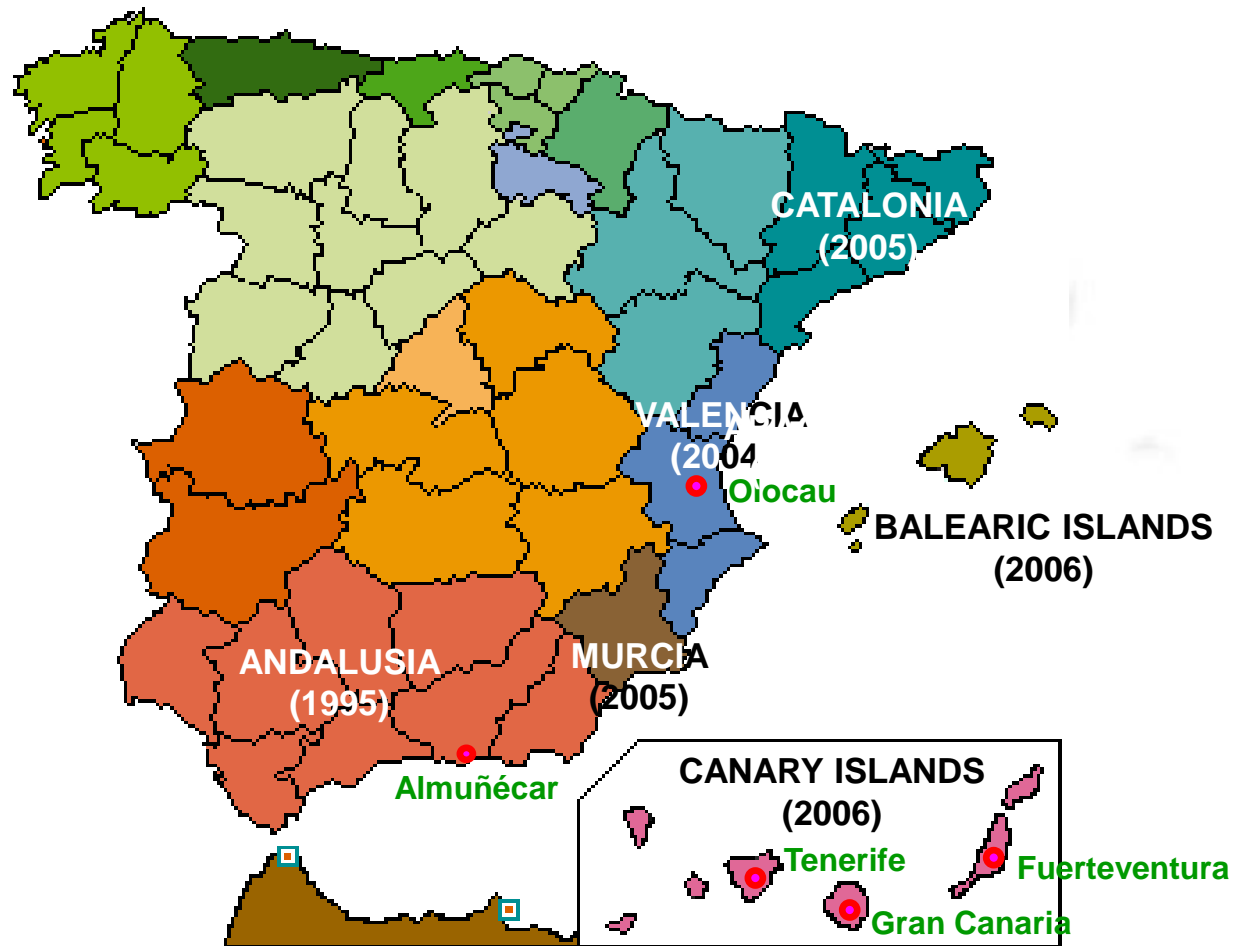 CATALONIA
(2005)
VALENCIA
(2004
Olocau
BALEARIC ISLANDS
(2006)
ANDALUSIA
(1995)
MURCIA
(2005)
Almuñécar
CANARY ISLANDS
(2006)
Tenerife
Fuerteventura
Gran Canaria